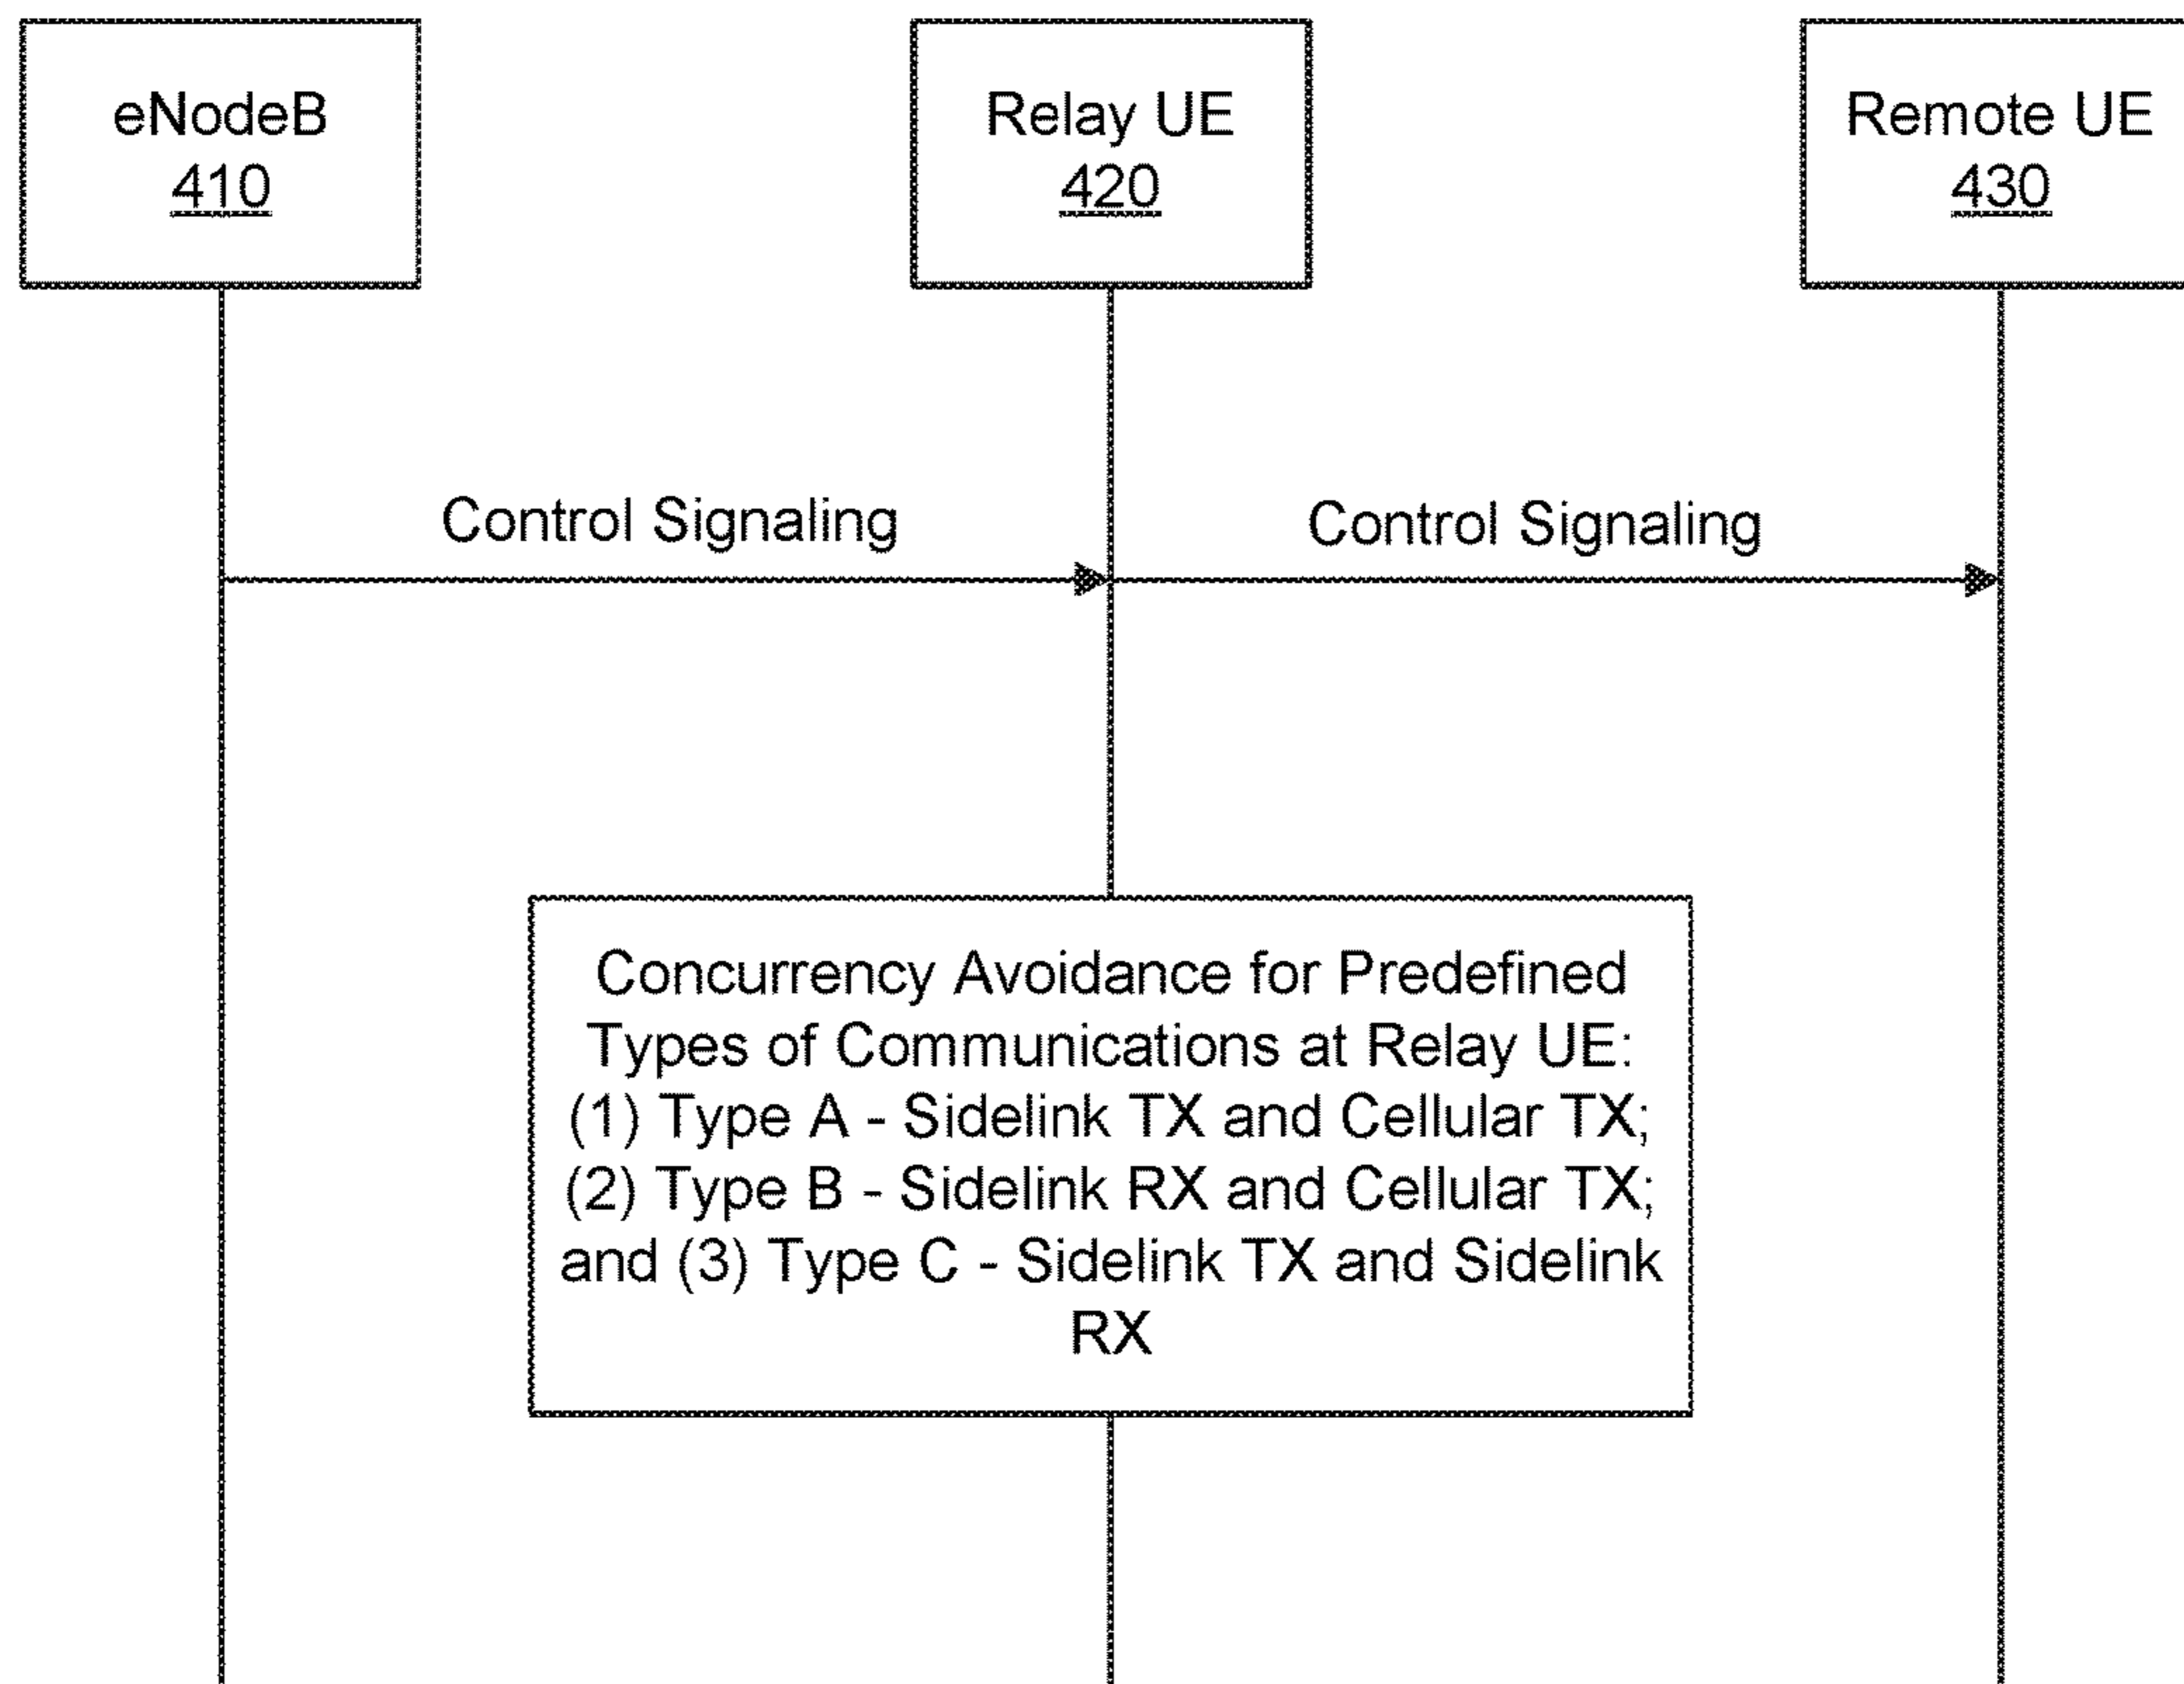 eNodeB
410
Relay UE
420
Remote UE
430
Control Signaling
Control Signaling
Concurrency Avoidance for Predefined
Types of Communications at Relay UE:
(1) Type A - Sidelink TX and Cellular TX;
(2) Type B - Sidelink RX and Cellular TX;
and (3) Type C - Sidelink TX and Sidelink
RX